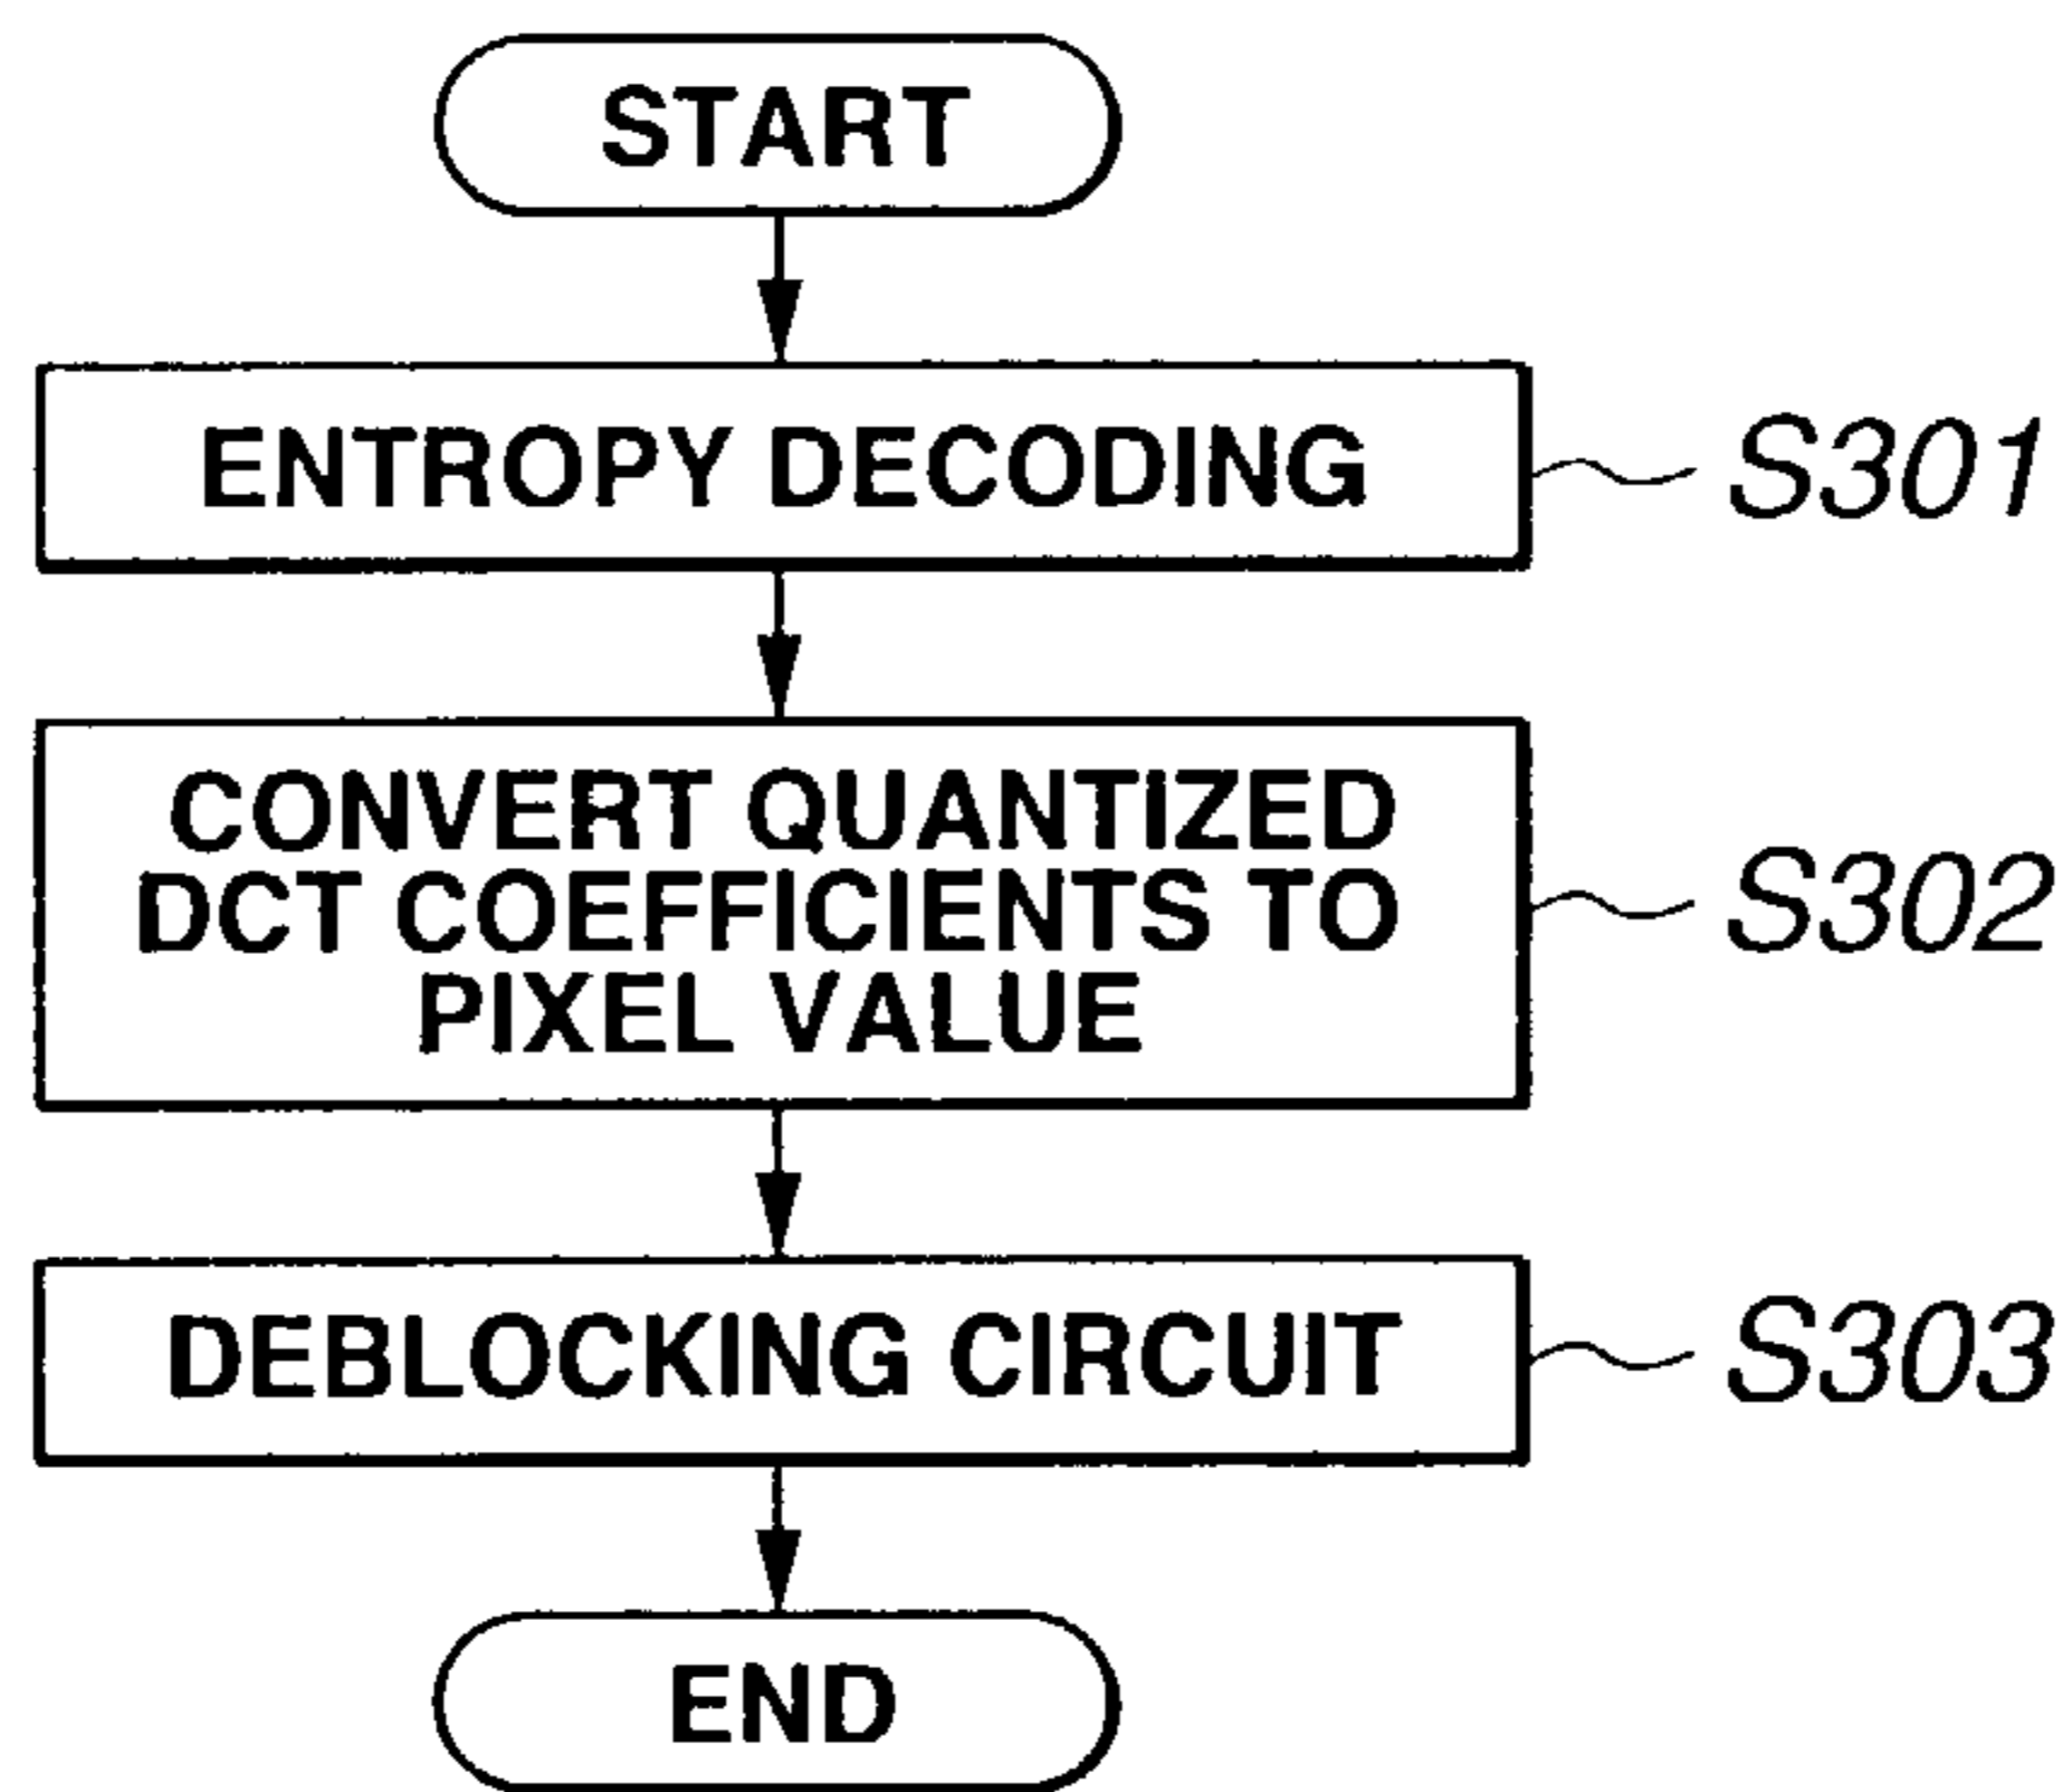 START
ENTROPY DECODING
S301
CONVERT QUANTIZED
DCT COEFFICIENTS TO
PIXEL VALUE
S302
DEBLOCKING CIRCUIT
S303
END